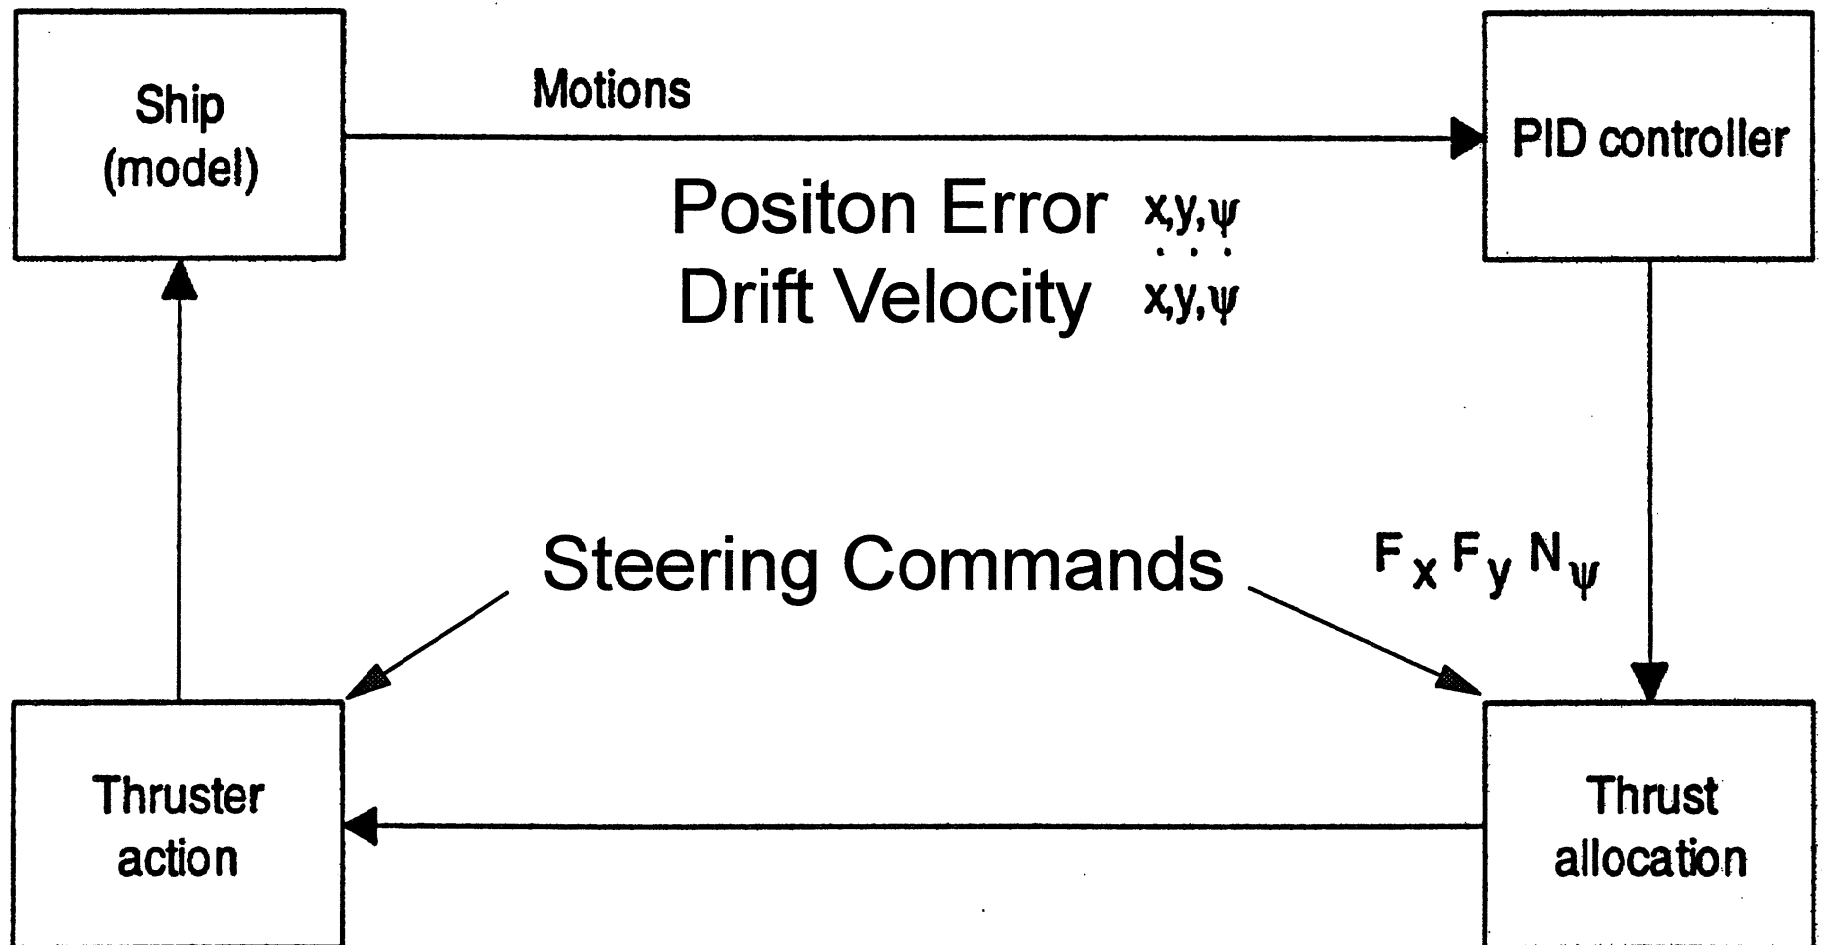 Ship
(model)
Motions
PID controller
Positon Error x,y,ψ
Drift Velocity ẋ,ẏ,ψ̇
Steering Commands
F x F y N ψ
Thruster
action
Thrust
allocation